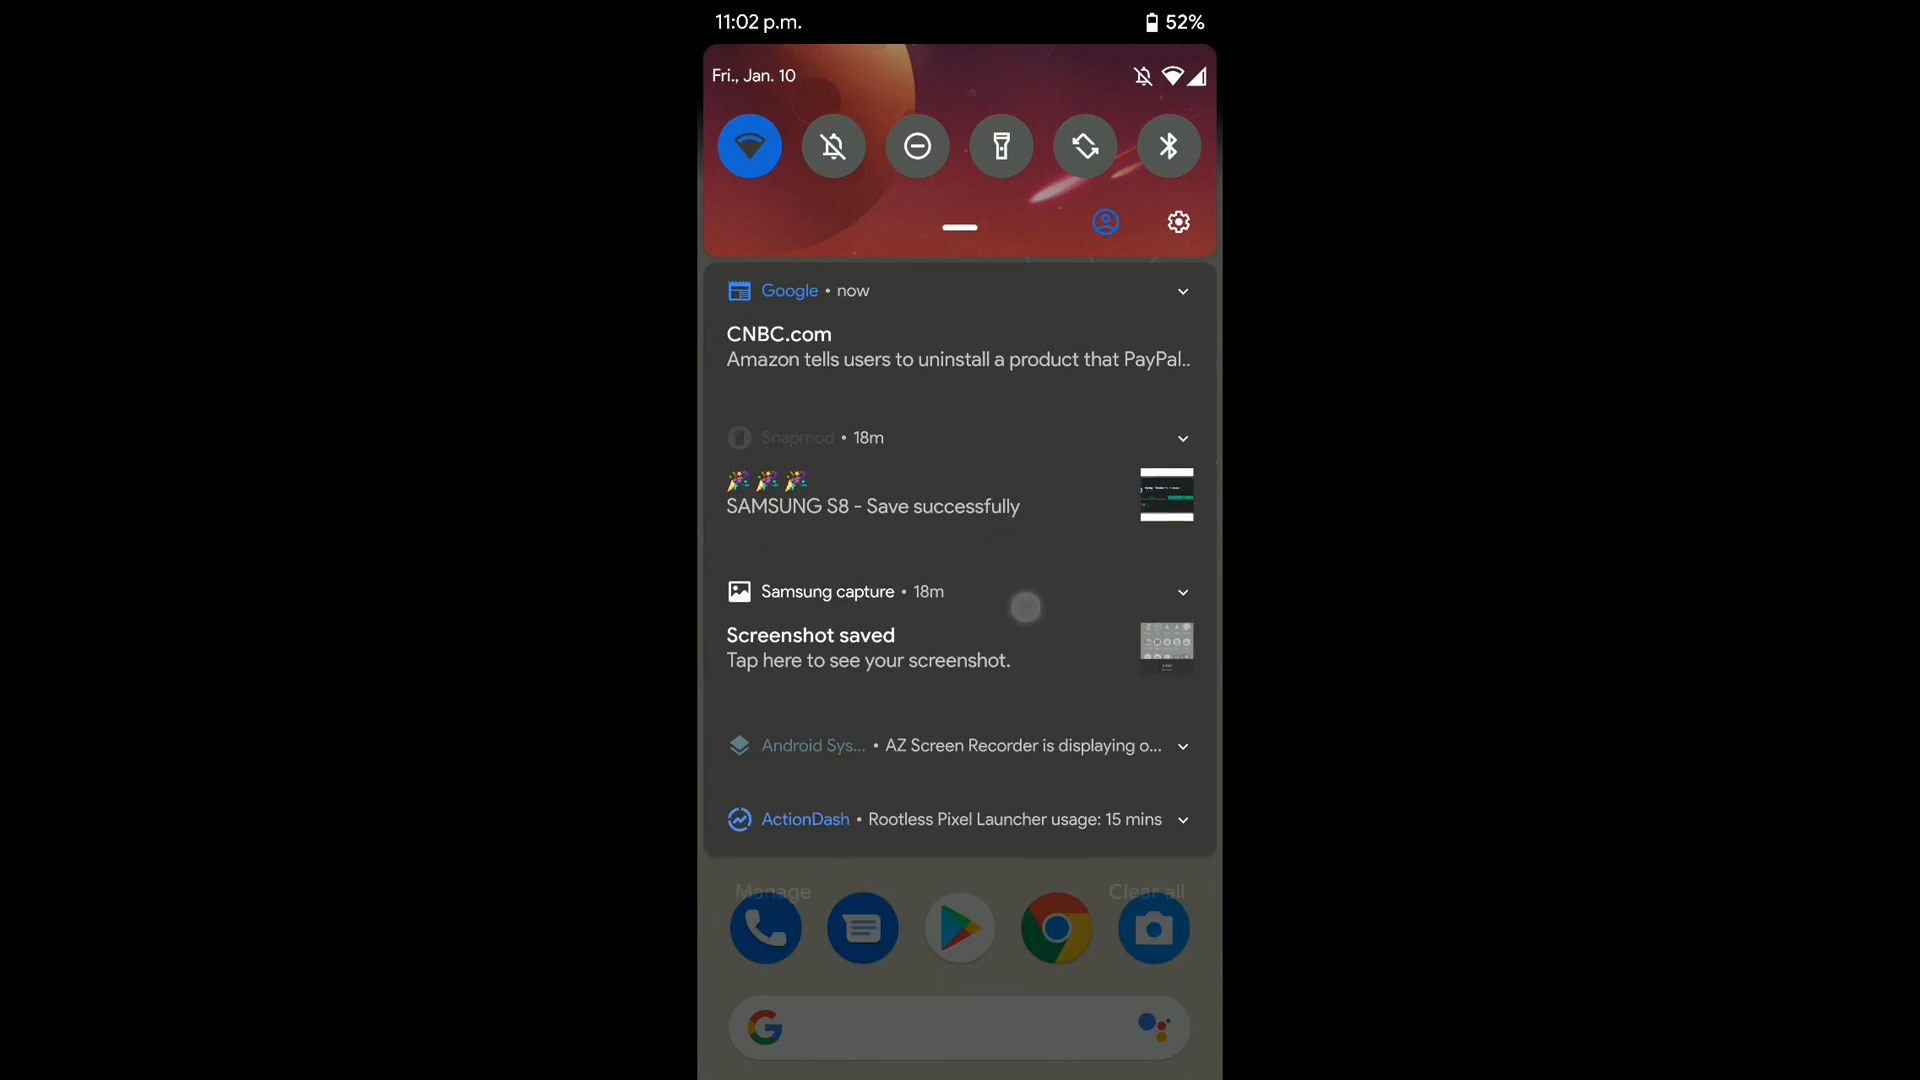 11:02 p.m. 52%
Fri., Jan. 10
Google • now
CNBC.com
Amazon tells users to uninstall a product that PayPal..
Snapmod • 18m
SAMSUNG S8 - Save successfully
Samsung capture • 18m
Screenshot saved
Tap here to see your screenshot.
Android Sys... • AZ Screen Recorder is displaying o...
ActionDash • Rootless Pixel Launcher usage: 15 mins
Manage Clear all